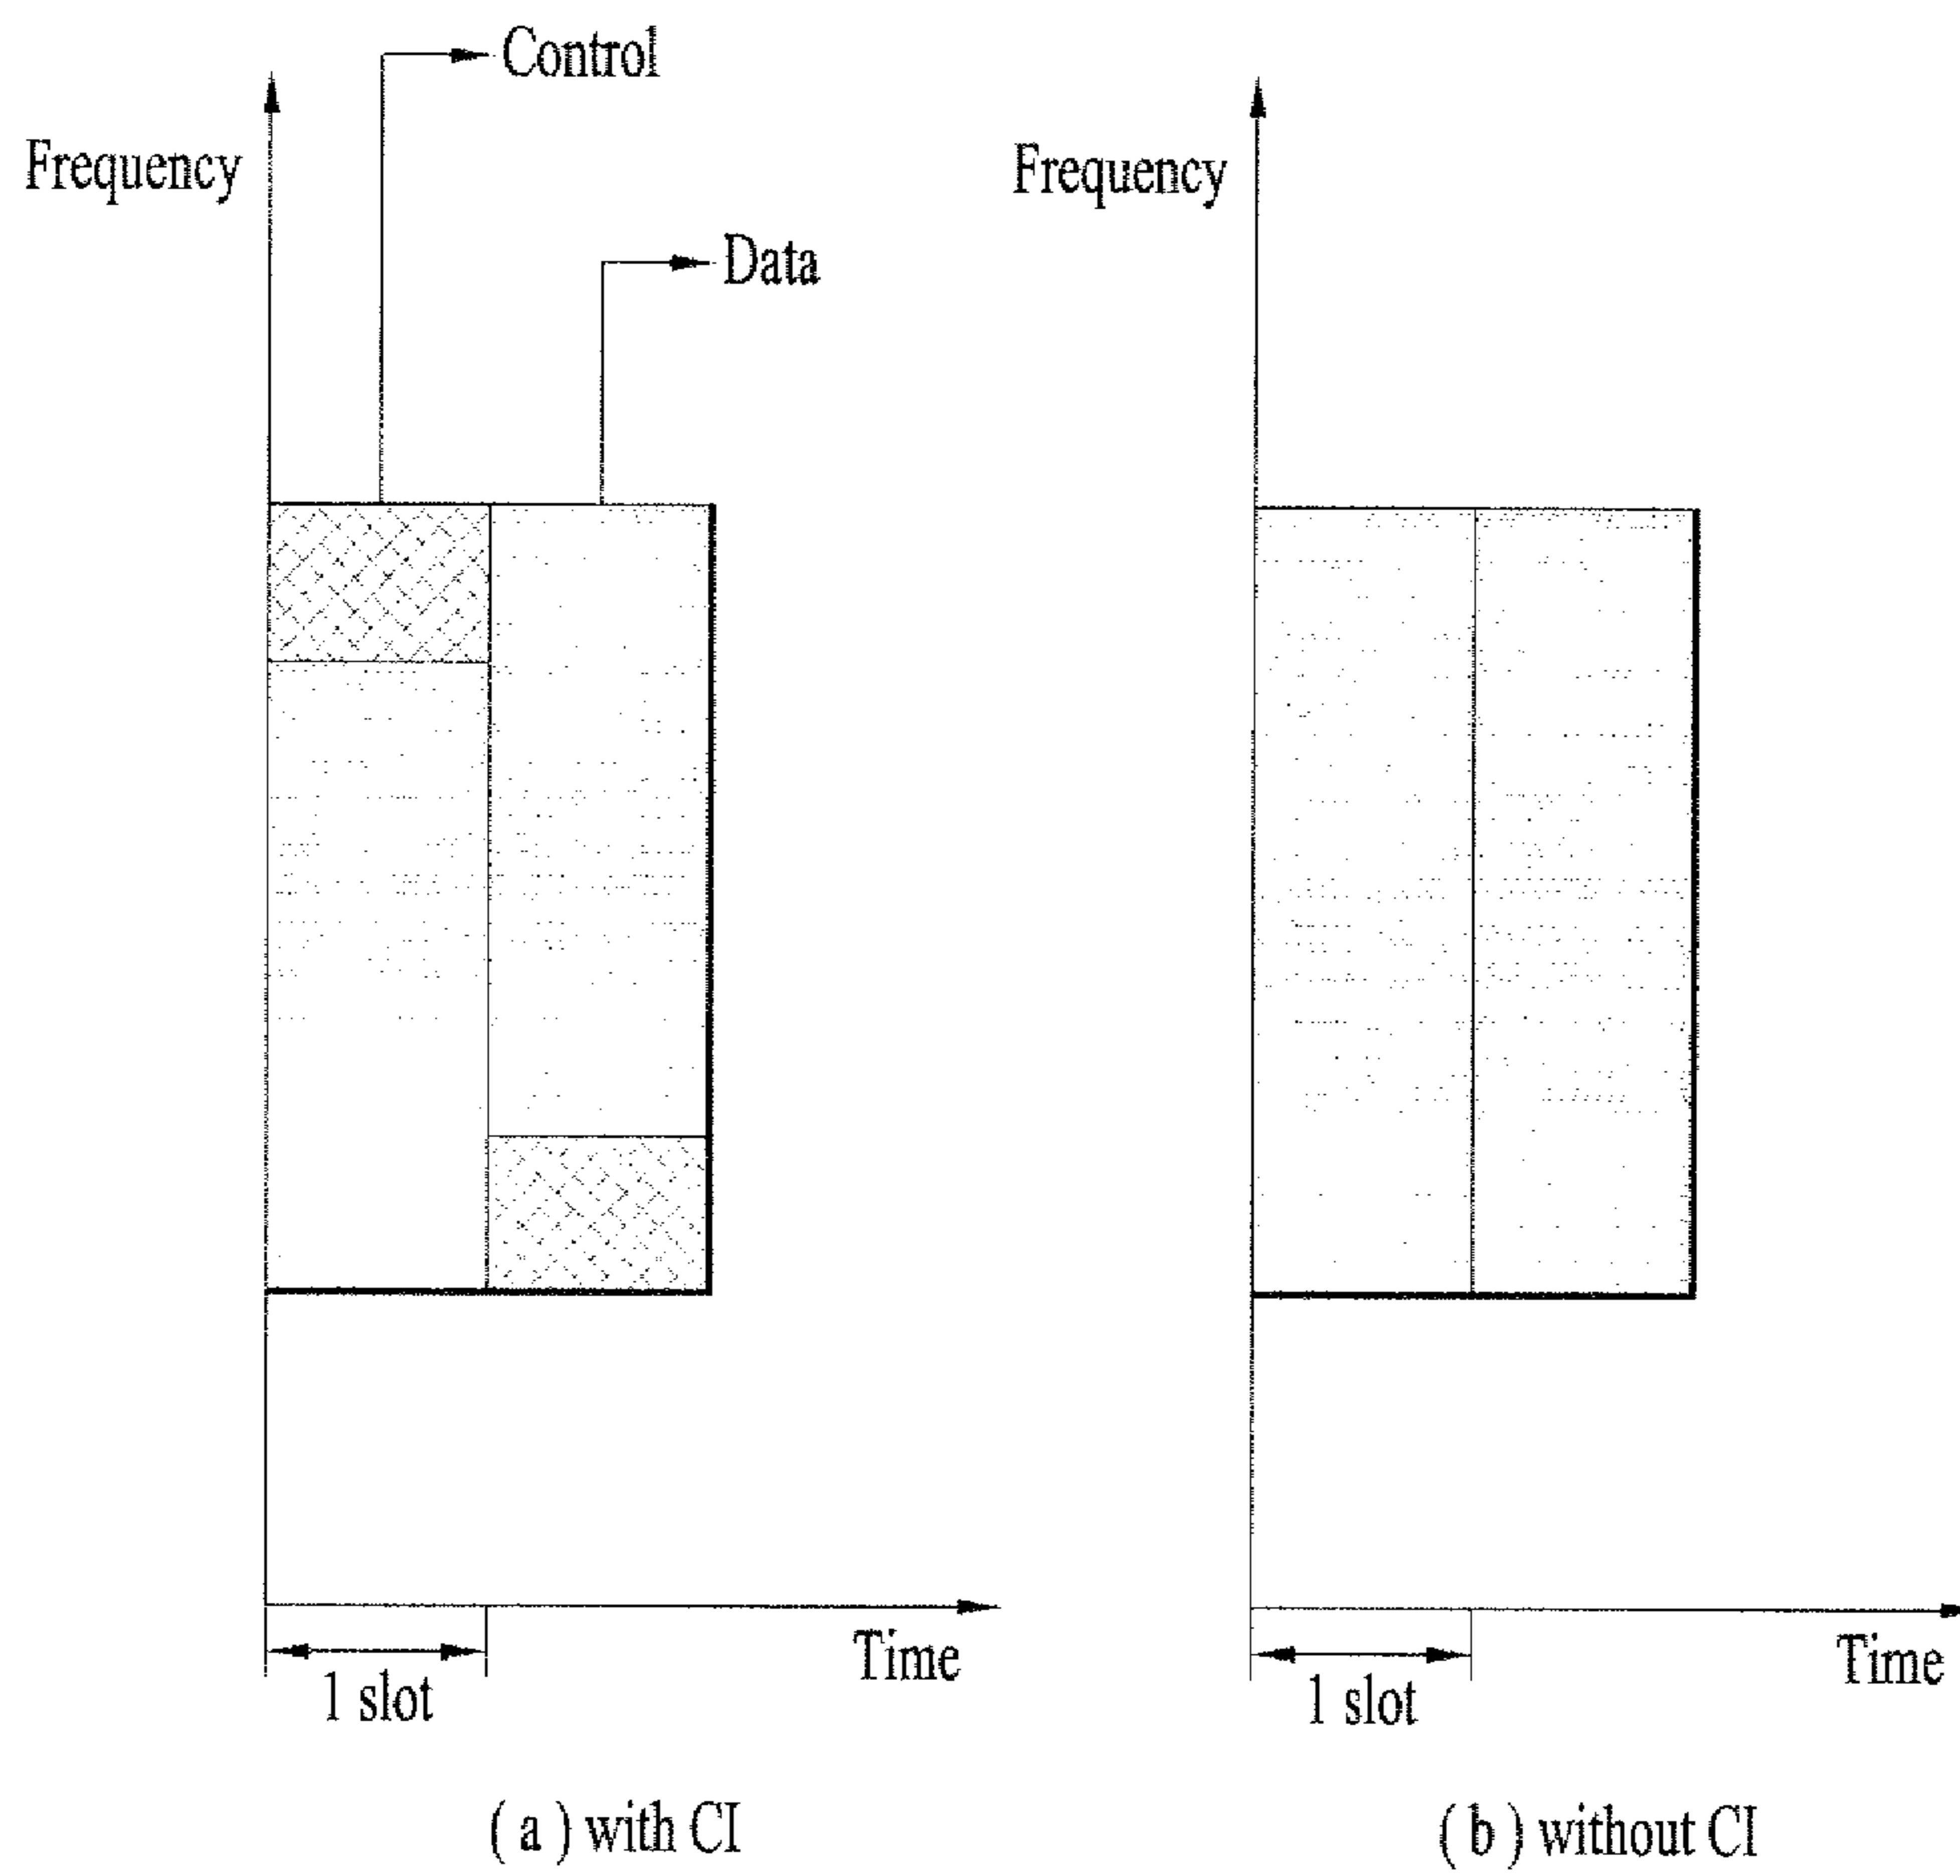 Control
Frequency
Data
Time
1 slot
( a ) with CI
Frequency
Time
1 slot
( b ) without CI